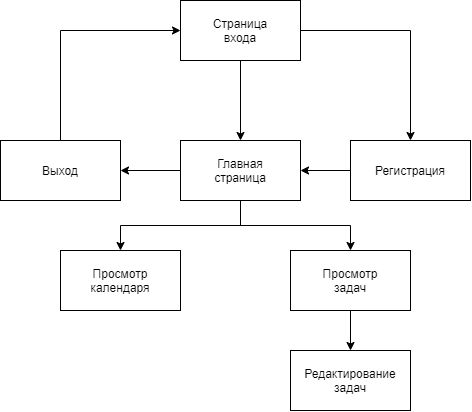 Страница
входа
Выход
Главная
страница
Регистрация
Просмотр
календаря
Просмотр
задач
Редактирование
задач